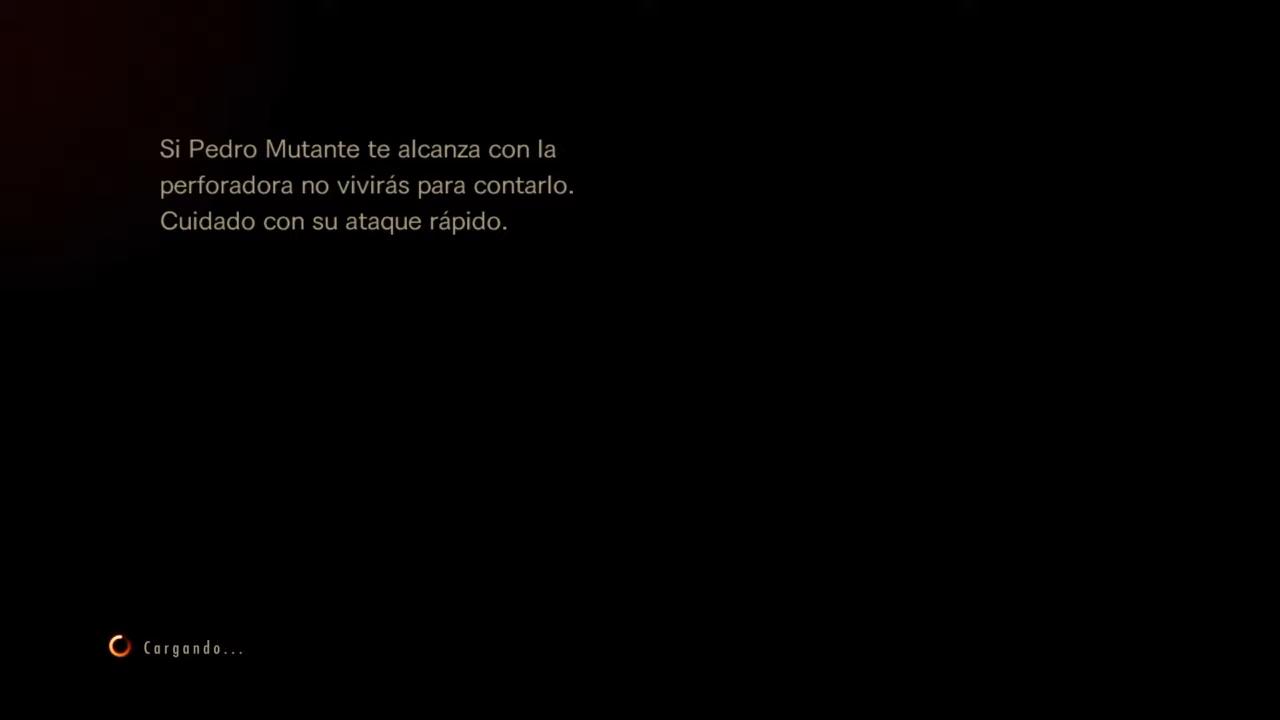 Si Pedro Mutante te alcanza con la
perforadora no vivirás para contarlo.
Cuidado con su ataque rápido.
Cargando...